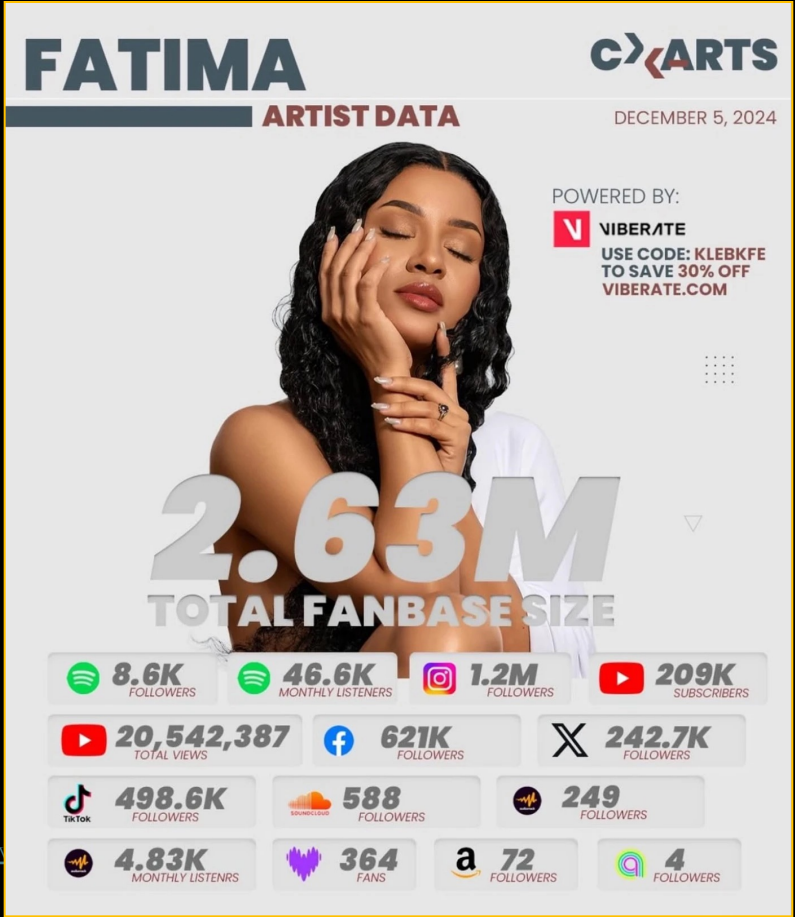 FATIMA
CXARTS
ARTIST DATA
DECEMBER 5, 2024
POWERED BY:
VIBERATE
USE CODE: KLEBKFE
TO SAVE 30% OFF
VIBERATE.COM
2.63M
TOTAL FANBASE SIZE
8.6K
FOLLOWERS
46.6K
MONTHLY LISTENERS
1.2M
FOLLOWERS
209K
SUBSCRIBERS
20,542,387
TOTAL VIEWS
621K
FOLLOWERS
242.7K
FOLLOWERS
TikTok
498.6K
FOLLOWERS
SOUNDCLOUD
588
FOLLOWERS
249
FOLLOWERS
4.83K
MONTHLY LISTENRS
364
FANS
a
72
FOLLOWERS
4
FOLLOWERS